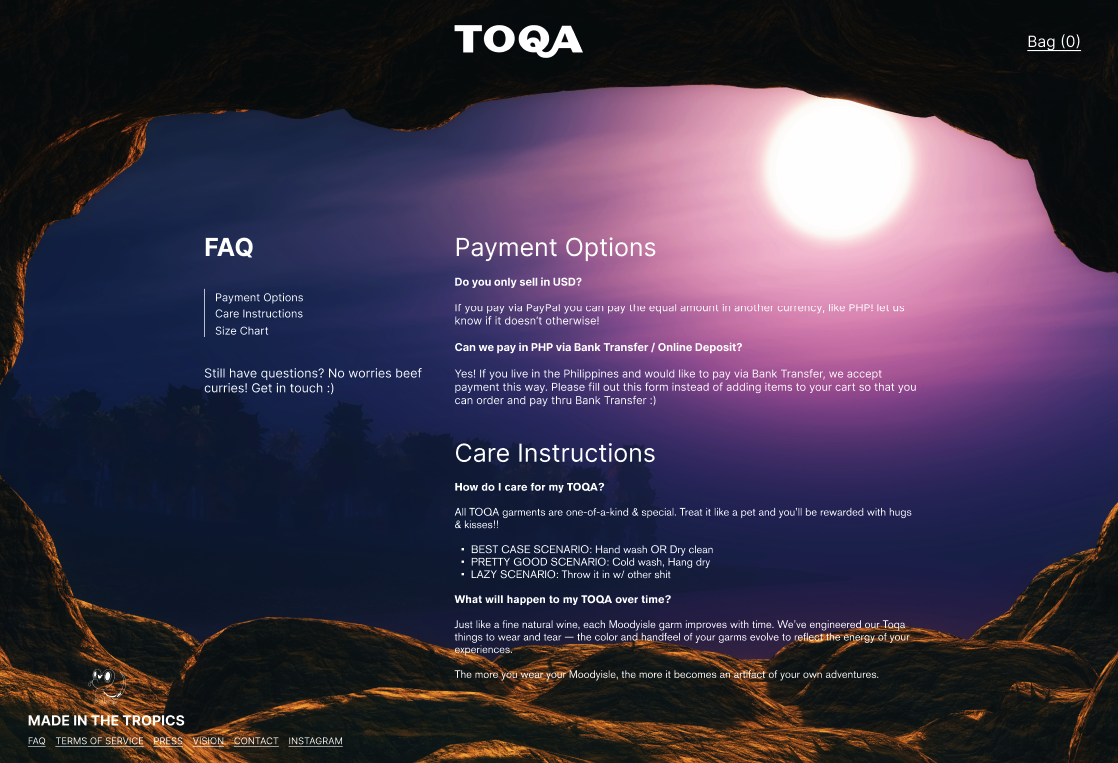 TOQA
Bag (0)
FAQ
Payment Options
Care Instructions
Size Chart
Still have questions? No worries beef
curries! Get in touch :)
Payment Options
Do you only sell in USD?
If you pay via PayPal you can pay the equal amount in another currency, like PHP! let us
know if it doesn't otherwise!
Can we pay in PHP via Bank Transfer / Online Deposit?
Yes! If you live in the Philippines and would like to pay via Bank Transfer, we accept
payment this way. Please fill out this form instead of adding items to your cart so that you
can order and pay thru Bank Transfer :)
Care Instructions
How do I care for my TOQA?
All TOQA garments are one-of-a-kind & special. Treat it like a pet and you'll be rewarded with hugs
& kisses!!
• BEST CASE SCENARIO: Hand wash OR Dry clean
• PRETTY GOOD SCENARIO: Cold wash, Hang dry
• LAZY SCENARIO: Throw it in w/ other shit
What will happen to my TOQA over time?
Just like a fine natural wine, each Moodyisle garm improves with time. We've engineered our Toqa
things to wear and tear — the color and handfeel of your garms evolve to reflect the energy of your
experiences.
The more you wear your Moodyisle, the more it becomes an artifact of your own adventures.
MADE IN THE TROPICS
FAQ TERMS OF SERVICE PRESS VISION CONTACT INSTAGRAM